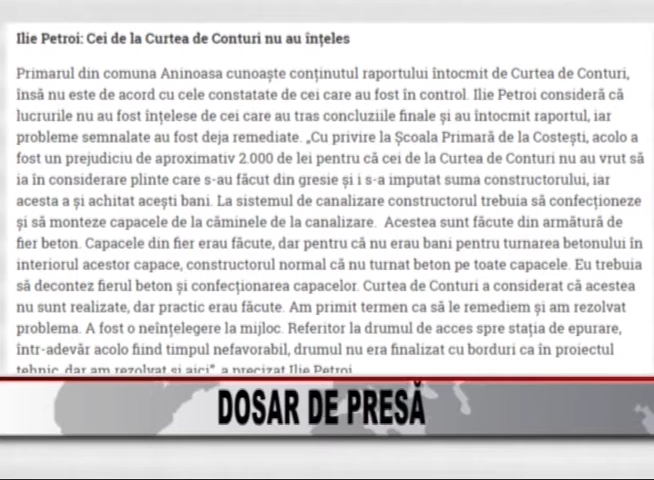 Ilie Petroi: Cei de la Curtea de Conturi nu au înțeles
Primarul din comuna Aninoasa cunoaște conținutul raportului întocmit de Curtea de Conturi,
însă nu este de acord cu cele constatate de cei care au fost în control. Ilie Petroi consideră că
lucrurile nu au fost înțelese de cei care au tras concluziile finale și au întocmit raportul, iar
probleme semnalate au fost deja remediate. „Cu privire la Școala Primară de la Costești, acolo a
fost un prejudiciu de aproximativ 2.000 de lei pentru că cei de la Curtea de Conturi nu au vrut să
ia în considerare plinte care s-au făcut din gresie și i s-a imputat suma constructorului, iar
acesta a și achitat acești bani. La sistemul de canalizare constructorul trebuia să confecționeze
și să monteze capacele de la căminele de la canalizare. Acestea sunt făcute din armătură de
fier beton. Capacele din fier erau făcute, dar pentru că nu erau bani pentru turnarea betonului în
interiorul acestor capace, constructorul normal că nu turnat beton pe toate capacele. Eu trebuia
să decontez fierul beton și confecționarea capacelor. Curtea de Conturi a considerat că acestea
nu sunt realizate, dar practic erau făcute. Am primit termen ca să le remediem și am rezolvat
problema. A fost o neînțelegere la mijloc. Referitor la drumul de acces spre stația de epurare,
într-adevăr acolo fiind timpul nefavorabil, drumul nu era finalizat cu borduri ca în proiectul
tehnic, dar am rezolvat și aici”, a precizat Ilie Petroi.
DOSAR DE PRESĂ